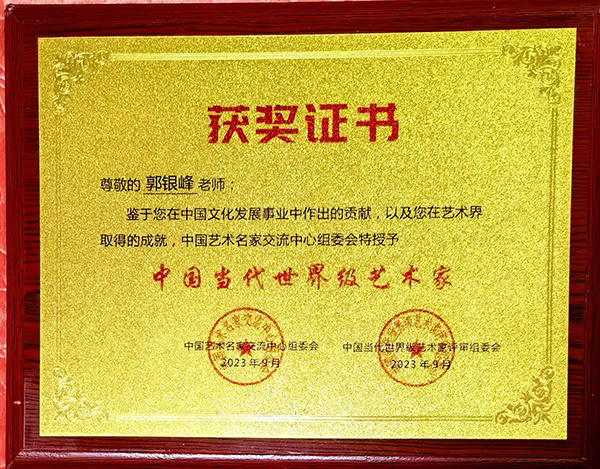 获奖证书
尊敬的 郭银峰 老师：
鉴于您在中国文化发展事业中作出的贡献，以及您在艺术界
取得的成就，中国艺术名家交流中心组委会特授予
中国当代世界级艺术家
中国艺术名家交流中心组委会
2023年9月
中国当代世界级艺术家评审组委会
2023年9月